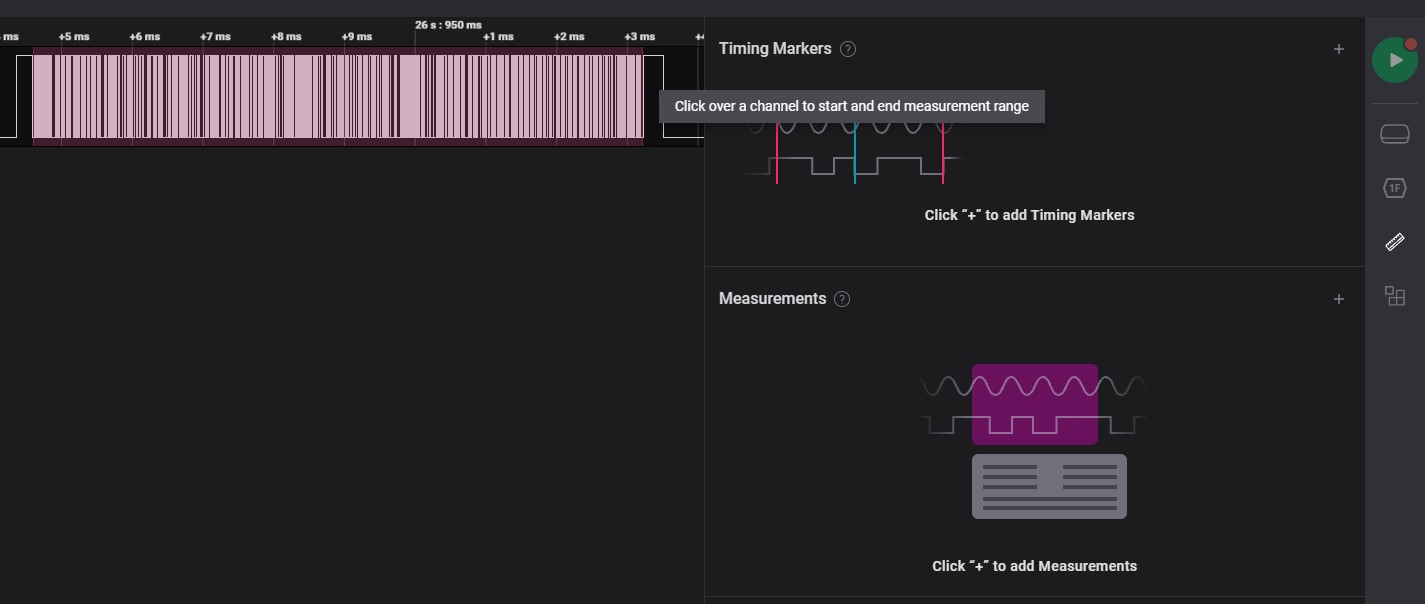 26 s : 950 ms
ms +5 ms +6 ms +7 ms +8 ms +9 ms +1 ms +2 ms +3 ms
Timing Markers ? +
Click over a channel to start and end measurement range
Click “+” to add Timing Markers
1F
Measurements ? +
Click “+” to add Measurements